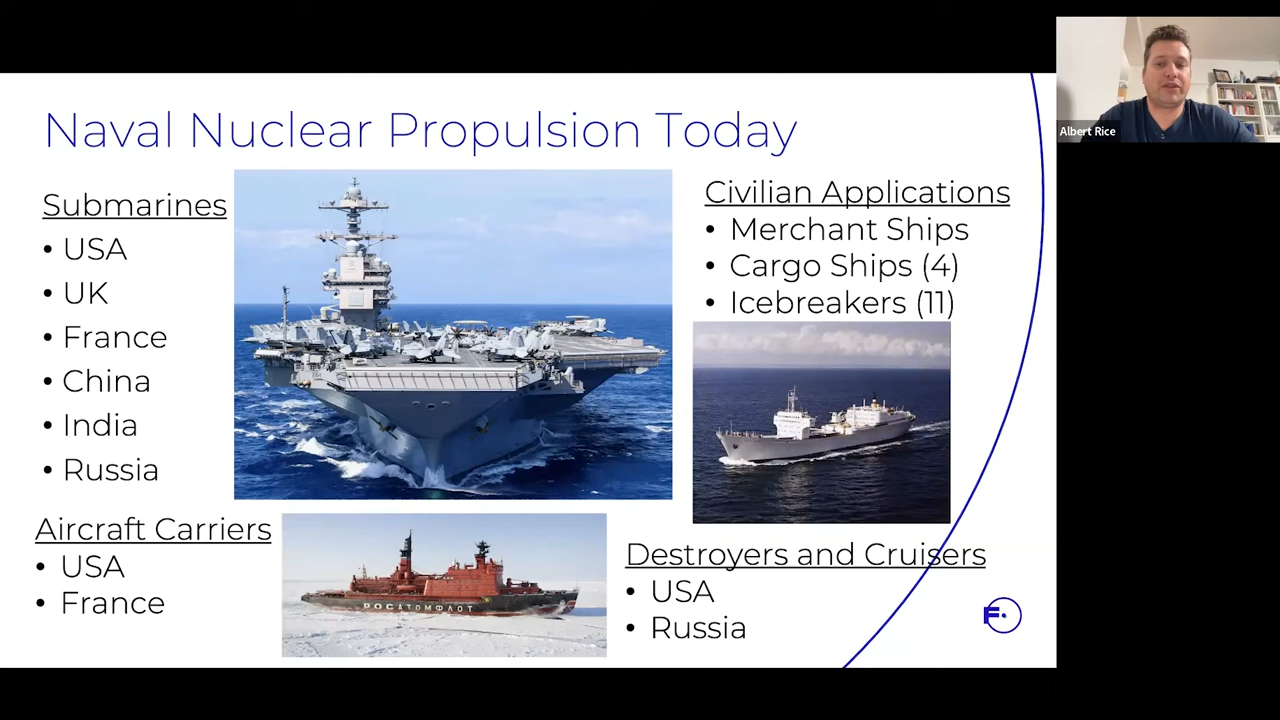 Naval Nuclear Propulsion Today
Submarines
• USA
• UK
• France
• China
• India
• Russia
Aircraft Carriers
• USA
• France
РОСАТОМФЛОТ
Civilian Applications
• Merchant Ships
• Cargo Ships (4)
• Icebreakers (11)
Destroyers and Cruisers
• USA
• Russia
F
Albert Rice